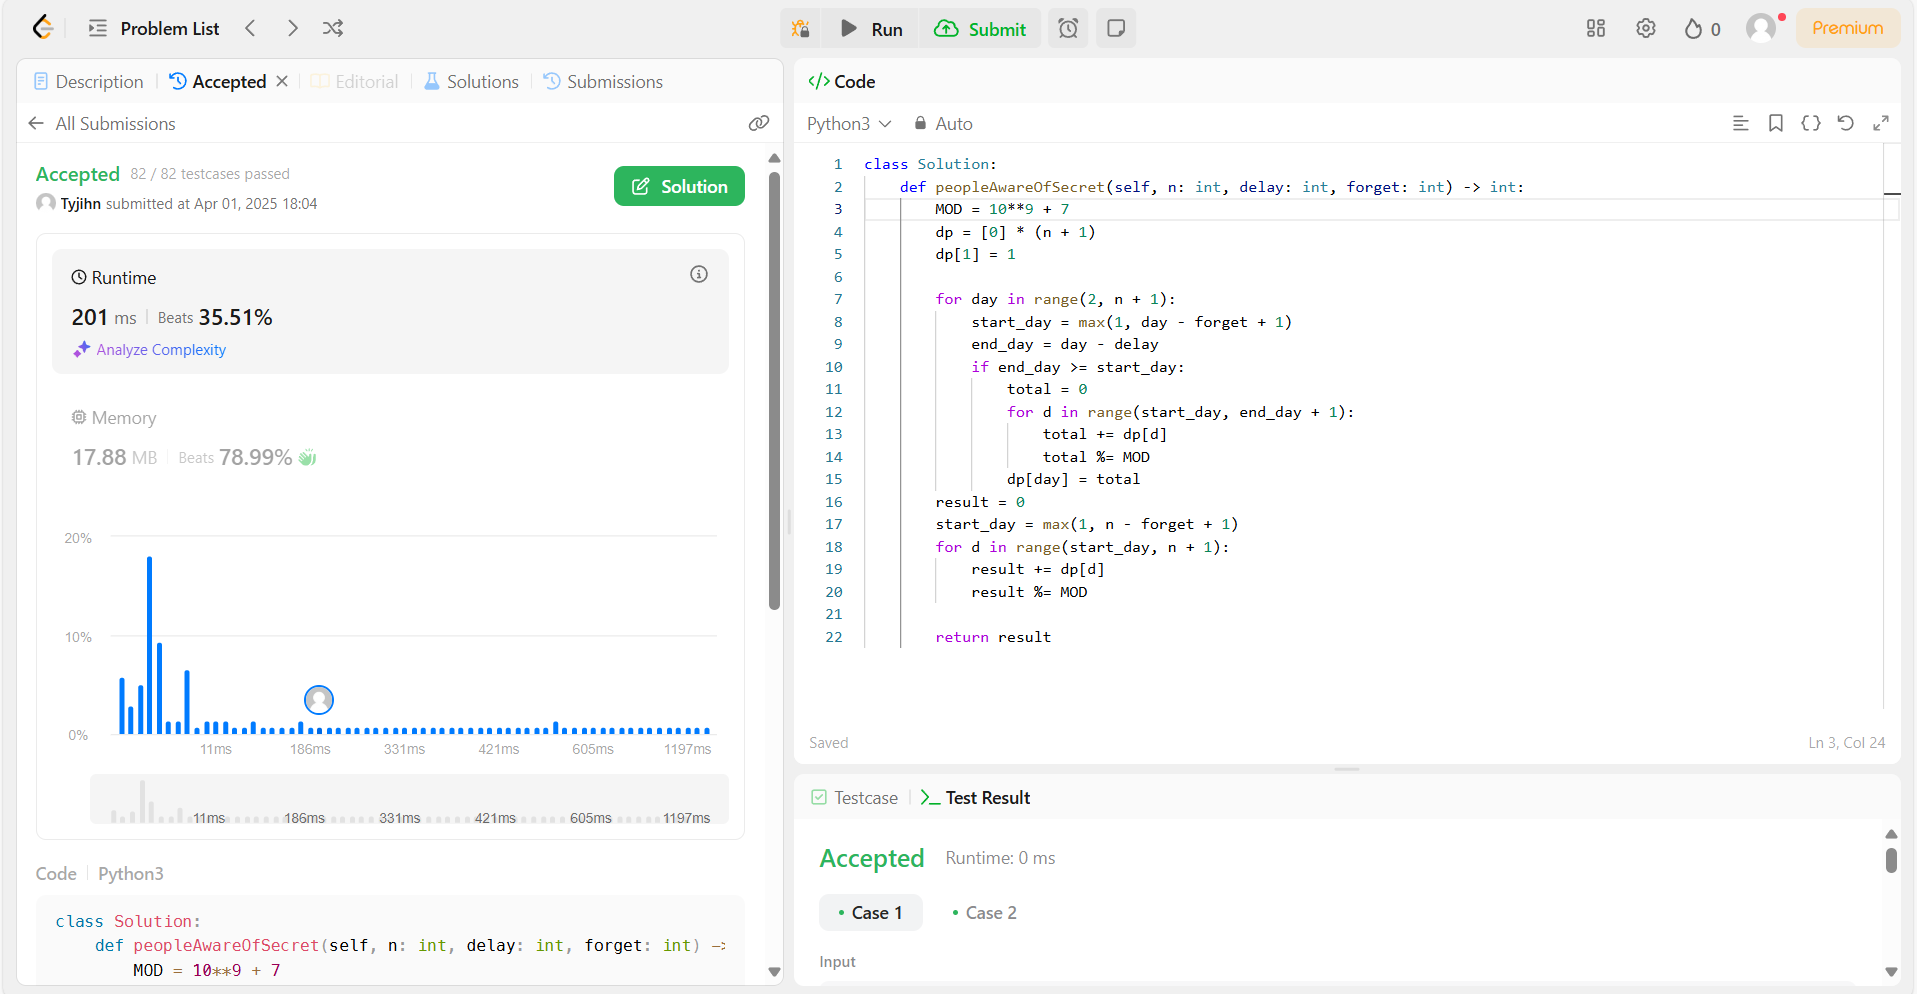 Problem List
Run
Submit
0
Premium
Description
Accepted
Editorial
Solutions
Submissions
All Submissions
Accepted 82 / 82 testcases passed
Tyjihn submitted at Apr 01, 2025 18:04
Solution
Runtime
201 ms Beats 35.51%
Analyze Complexity
Memory
17.88 MB Beats 78.99%
20%
10%
0%
11ms 186ms 331ms 421ms 605ms 1197ms
11ms 186ms 331ms 421ms 605ms 1197ms
Code Python3
class Solution:
    def peopleAwareOfSecret(self, n: int, delay: int, forget: int) ->
        MOD = 10**9 + 7
</> Code
Python3 Auto
1 class Solution:
2     def peopleAwareOfSecret(self, n: int, delay: int, forget: int) -> int:
3         MOD = 10**9 + 7
4         dp = [0] * (n + 1)
5         dp[1] = 1
6
7         for day in range(2, n + 1):
8             start_day = max(1, day - forget + 1)
9             end_day = day - delay
10             if end_day >= start_day:
11                 total = 0
12                 for d in range(start_day, end_day + 1):
13                     total += dp[d]
14                     total %= MOD
15                 dp[day] = total
16         result = 0
17         start_day = max(1, n - forget + 1)
18         for d in range(start_day, n + 1):
19             result += dp[d]
20             result %= MOD
21
22         return result
Saved
Ln 3, Col 24
Testcase
Test Result
Accepted Runtime: 0 ms
Case 1
Case 2
Input